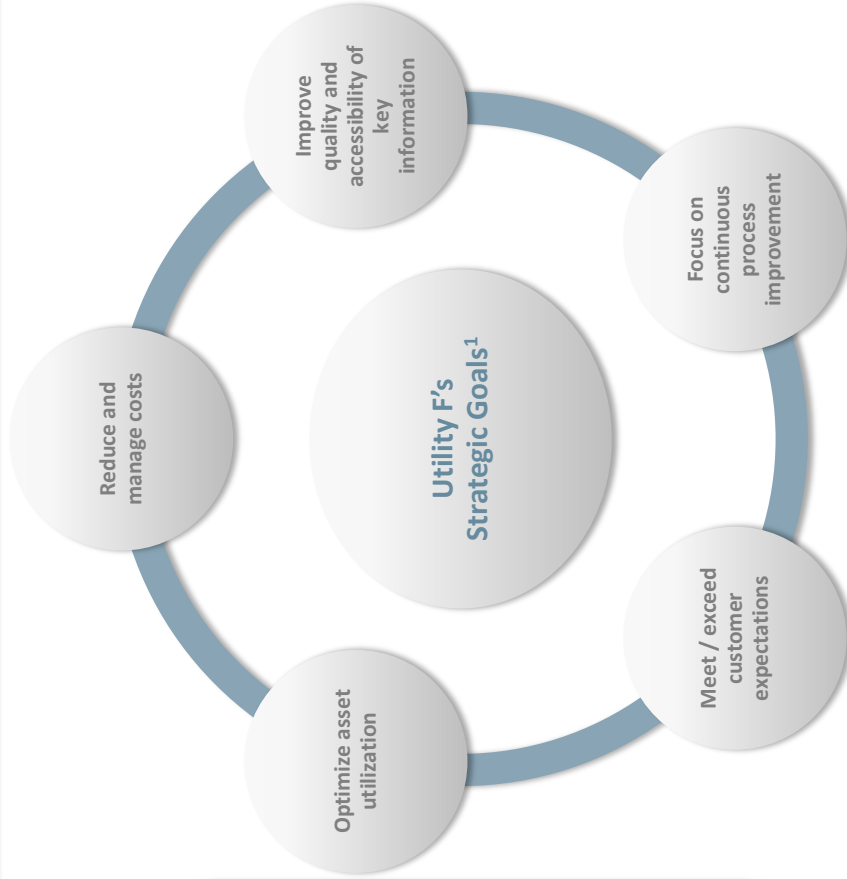 Utility F’s
Strategic Goals¹
Reduce and
manage costs
Improve
quality and
accessibility of
key
information
Focus on
continuous
process
improvement
Meet / exceed
customer
expectations
Optimize asset
utilization